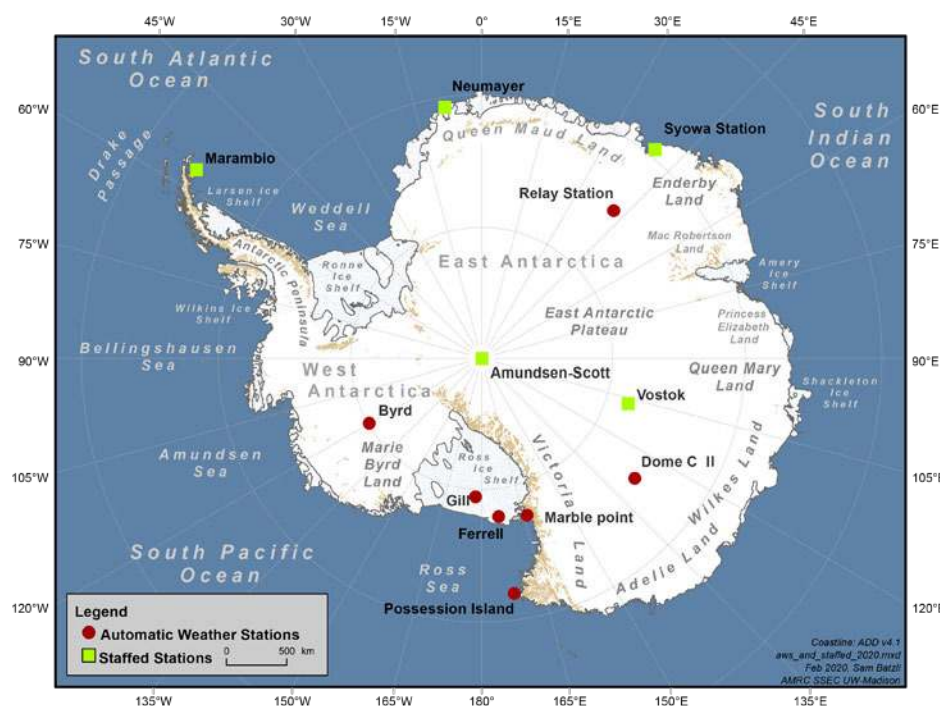 45°W
30°W
15°W
0°
15°E
30°E
45°E
South Atlantic
Ocean
Neumayer
60°W
60°E
South
Indian
Ocean
Drake
Passage
Queen Maud Land
Syowa Station
Marambio
Larsen Ice
Shelf
Enderby
Land
Relay Station
Weddell
Sea
75°W
75°E
Mac Robertson
Land
Antarctic Peninsula
East Antarctica
Amery
Ice
Shelf
Ronne
Ice
Shelf
Wilkins Ice
Shelf
East Antarctic
Plateau
Princess
Elizabeth
Land
Bellingshausen
Sea
90°W
90°E
West
Antarctica
Amundsen-Scott
Queen Mary
Land
Shackleton
Ice
Shelf
Vostok
Byrd
Marie
Byrd
Land
Ross
Ice
Shelf
Victoria
Land
Amundsen
Sea
Dome C II
Wilkes Land
105°W
105°E
Gill
Ferrell
Marble point
Adelie Land
South Pacific
Ocean
Ross
Sea
Possession Island
120°W
120°E
Legend
Automatic Weather Stations
Staffed Stations
0
500 km
Coastline: ADD v4.1
aws_and_staffed_2020.mxd
Feb 2020, Sam Batzli
AMRC SSEC UW-Madison
135°W
150°W
165°W
180°W
165°E
150°E
135°E